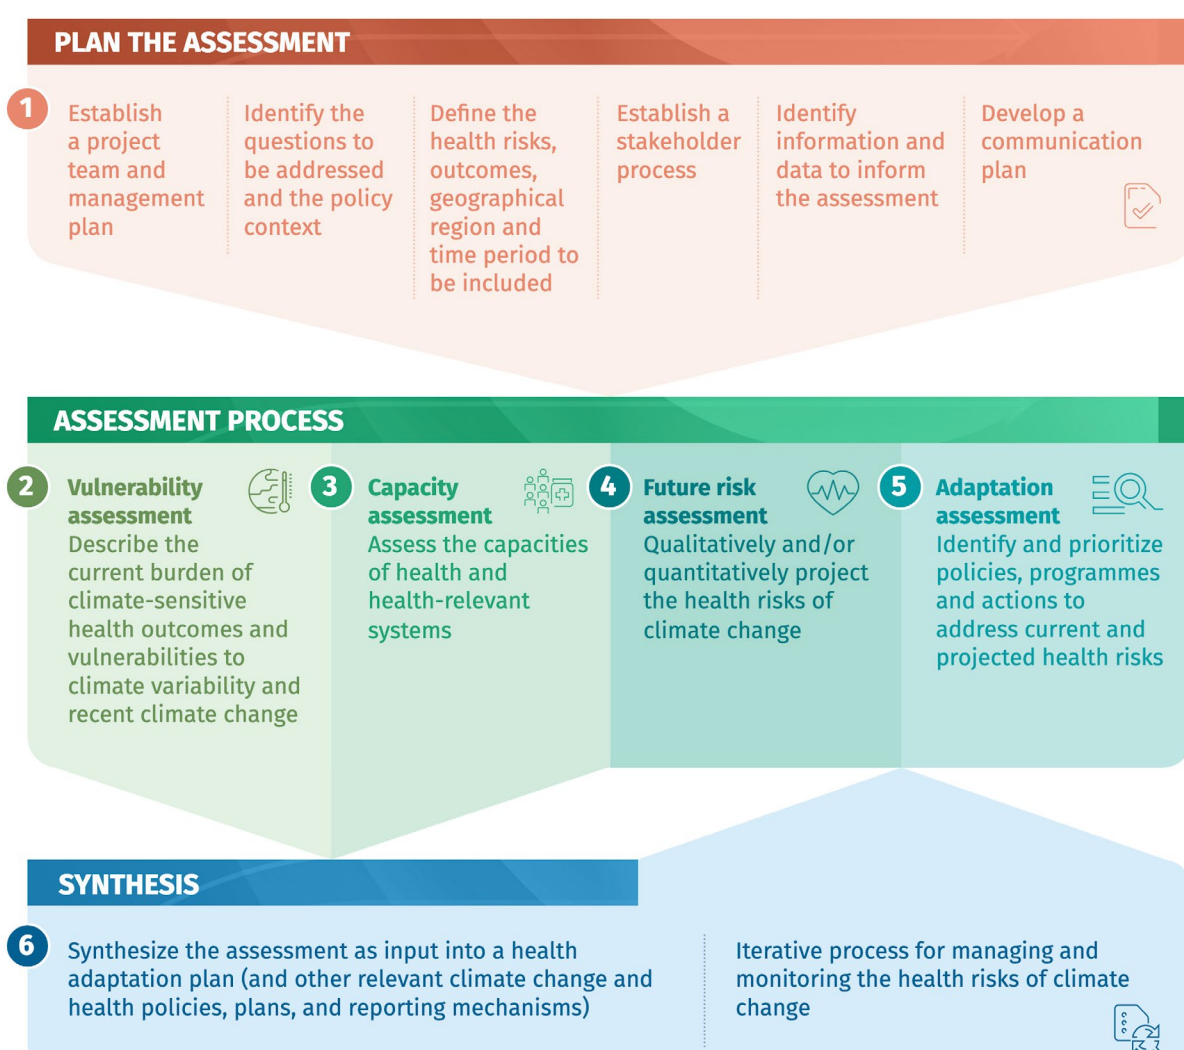 PLAN THE ASSESSMENT
1
Establish
a project
team and
management
plan
Identify the
questions to
be addressed
and the policy
context
Define the
health risks,
outcomes,
geographical
region and
time period to
be included
Establish a
stakeholder
process
Identify
information and
data to inform
the assessment
Develop a
communication
plan
ASSESSMENT PROCESS
2
Vulnerability
assessment
Describe the
current burden of
climate-sensitive
health outcomes and
vulnerabilities to
climate variability and
recent climate change
3
Capacity
assessment
Assess the capacities
of health and
health-relevant
systems
4
Future risk
assessment
Qualitatively and/or
quantitatively project
the health risks of
climate change
5
Adaptation
assessment
Identify and prioritize
policies, programmes
and actions to
address current and
projected health risks
SYNTHESIS
6
Synthesize the assessment as input into a health
adaptation plan (and other relevant climate change and
health policies, plans, and reporting mechanisms)
Iterative process for managing and
monitoring the health risks of climate
change